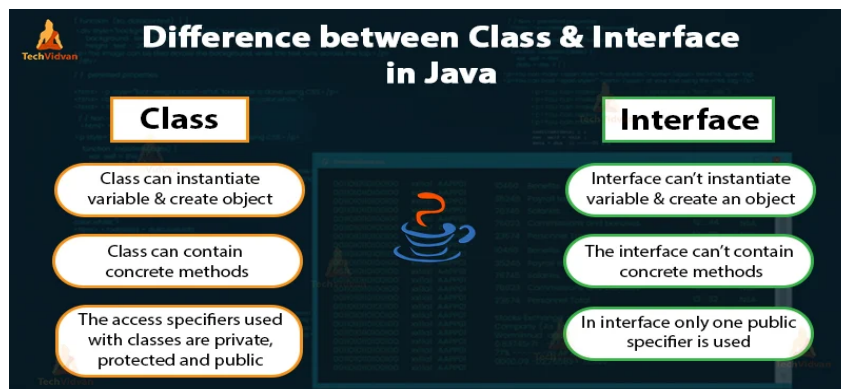 TechVidvan
Difference between Class & Interface
in Java
Class
Interface
Class can instantiate
variable & create object
Interface can't instantiate
variable & create an object
Class can contain
concrete methods
The interface can't contain
concrete methods
The access specifiers used
with classes are private,
protected and public
In interface only one public
specifier is used